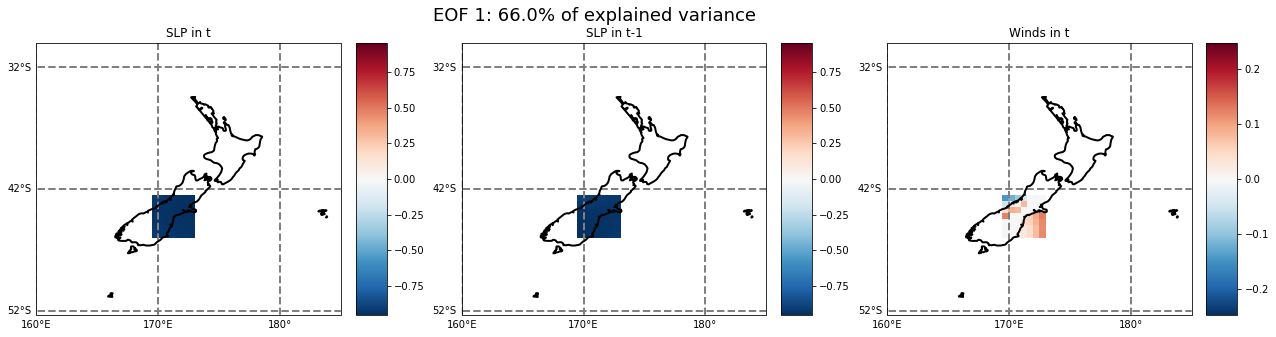 EOF 1: 66.0% of explained variance
SLP in t
SLP in t-1
Winds in t
32°S
42°S
52°S
160°E
170°E
180°
0.75
0.50
0.25
0.00
−0.25
−0.50
−0.75
32°S
42°S
52°S
160°E
170°E
180°
0.75
0.50
0.25
0.00
−0.25
−0.50
−0.75
32°S
42°S
52°S
160°E
170°E
180°
0.2
0.1
0.0
−0.1
−0.2